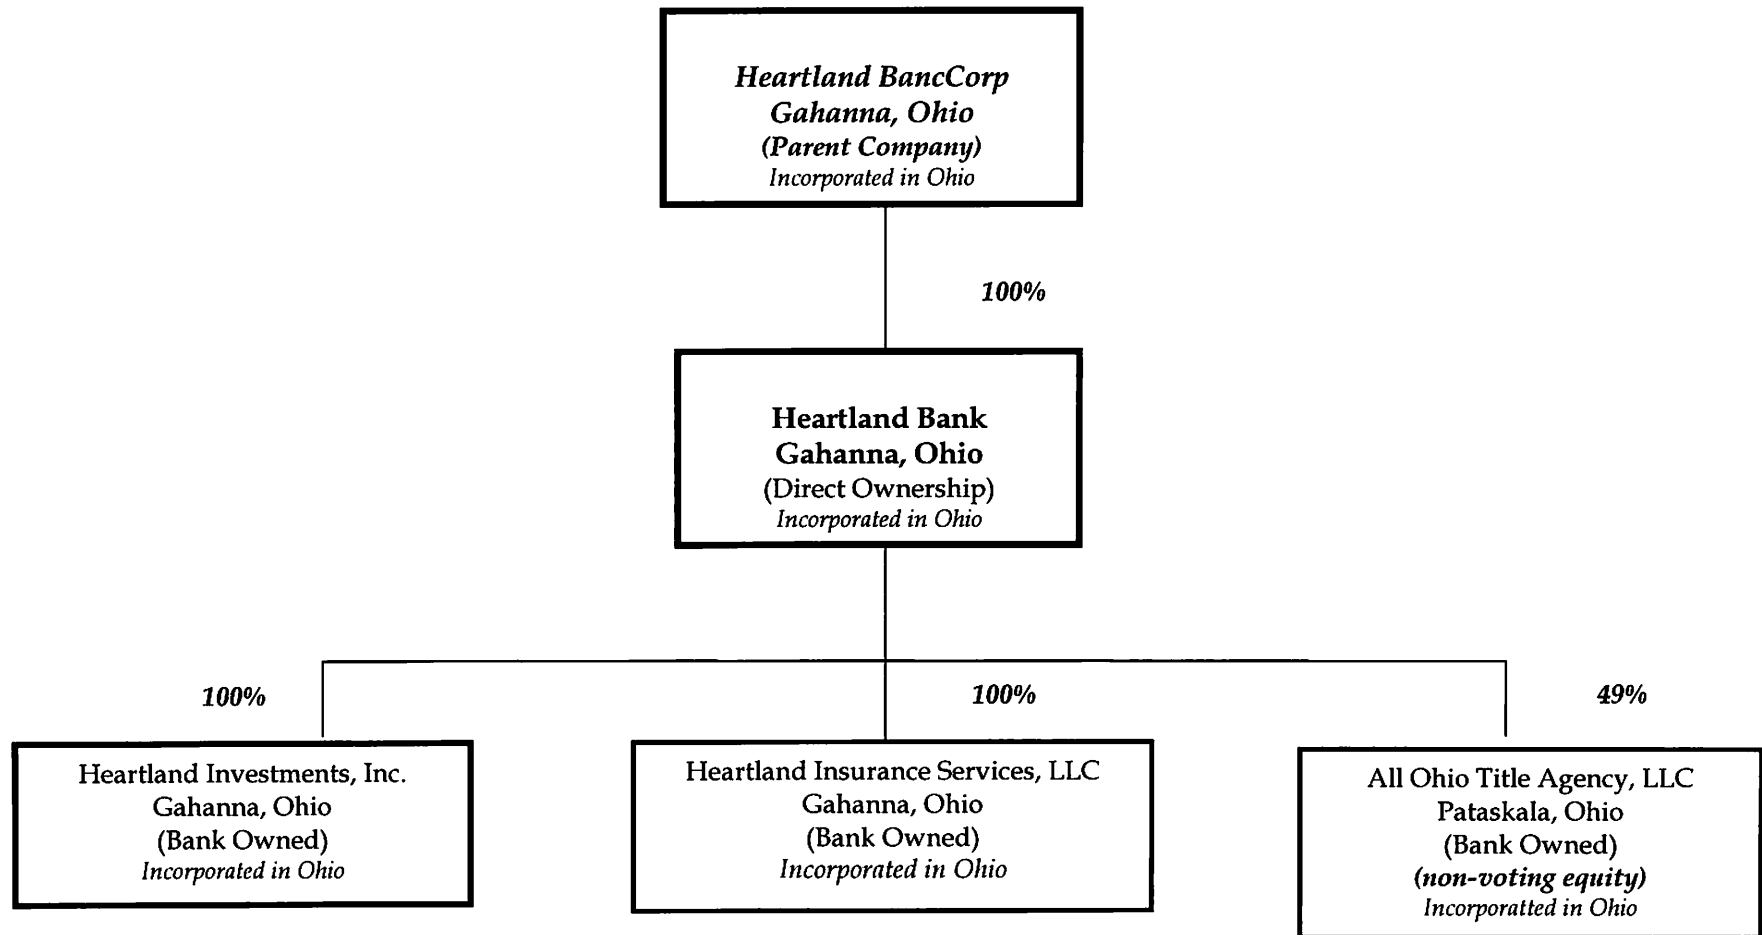 Heartland BancCorp
Gahanna, Ohio
(Parent Company)
Incorporated in Ohio
100%
Heartland Bank
Gahanna, Ohio
(Direct Ownership)
Incorporated in Ohio
100%
100%
49%
Heartland Investments, Inc.
Gahanna, Ohio
(Bank Owned)
Incorporated in Ohio
Heartland Insurance Services, LLC
Gahanna, Ohio
(Bank Owned)
Incorporated in Ohio
All Ohio Title Agency, LLC
Pataskala, Ohio
(Bank Owned)
(non-voting equity)
Incorporatted in Ohio